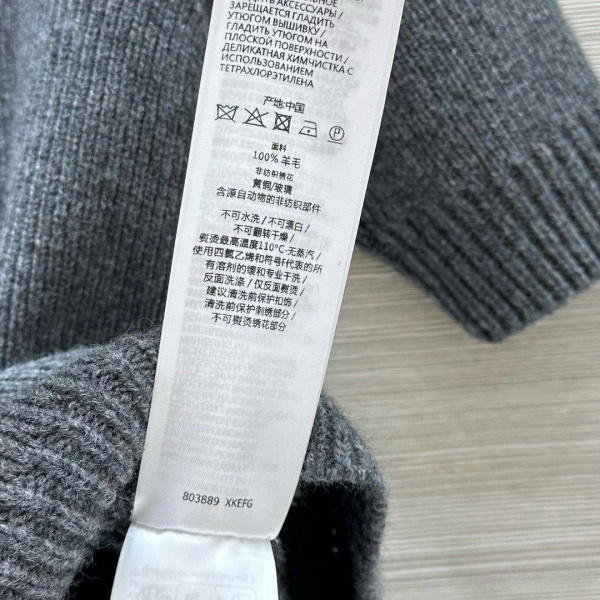 ЗАРЕЩАЕТСЯ ГЛАДИТЬ
УТЮГОМ ВЫШИВКУ /
ГЛАДИТЬ УТЮГОМ НА
ПЛОСКОЙ ПОВЕРХНОСТИ /
ДЕЛИКАТНАЯ ХИМЧИСТКА С
ИСПОЛЬЗОВАНИЕМ
ТЕТРАХЛОРЭТИЛЕНА
产地:中国
P
面料
100% 羊毛
非纺织绣花
黄铜/玻璃
含源自动物的非纺织部件
不可水洗 / 不可漂白 /
不可翻转干燥 /
熨烫最高温度110°C-无蒸汽 /
使用四氯乙烯和符号F代表的所
有溶剂的缓和专业干洗 /
反面洗涤 / 仅反面熨烫 /
建议清洗前保护扣饰 /
清洗前保护刺绣部分 /
不可熨烫绣花部分
803889 XKEFG